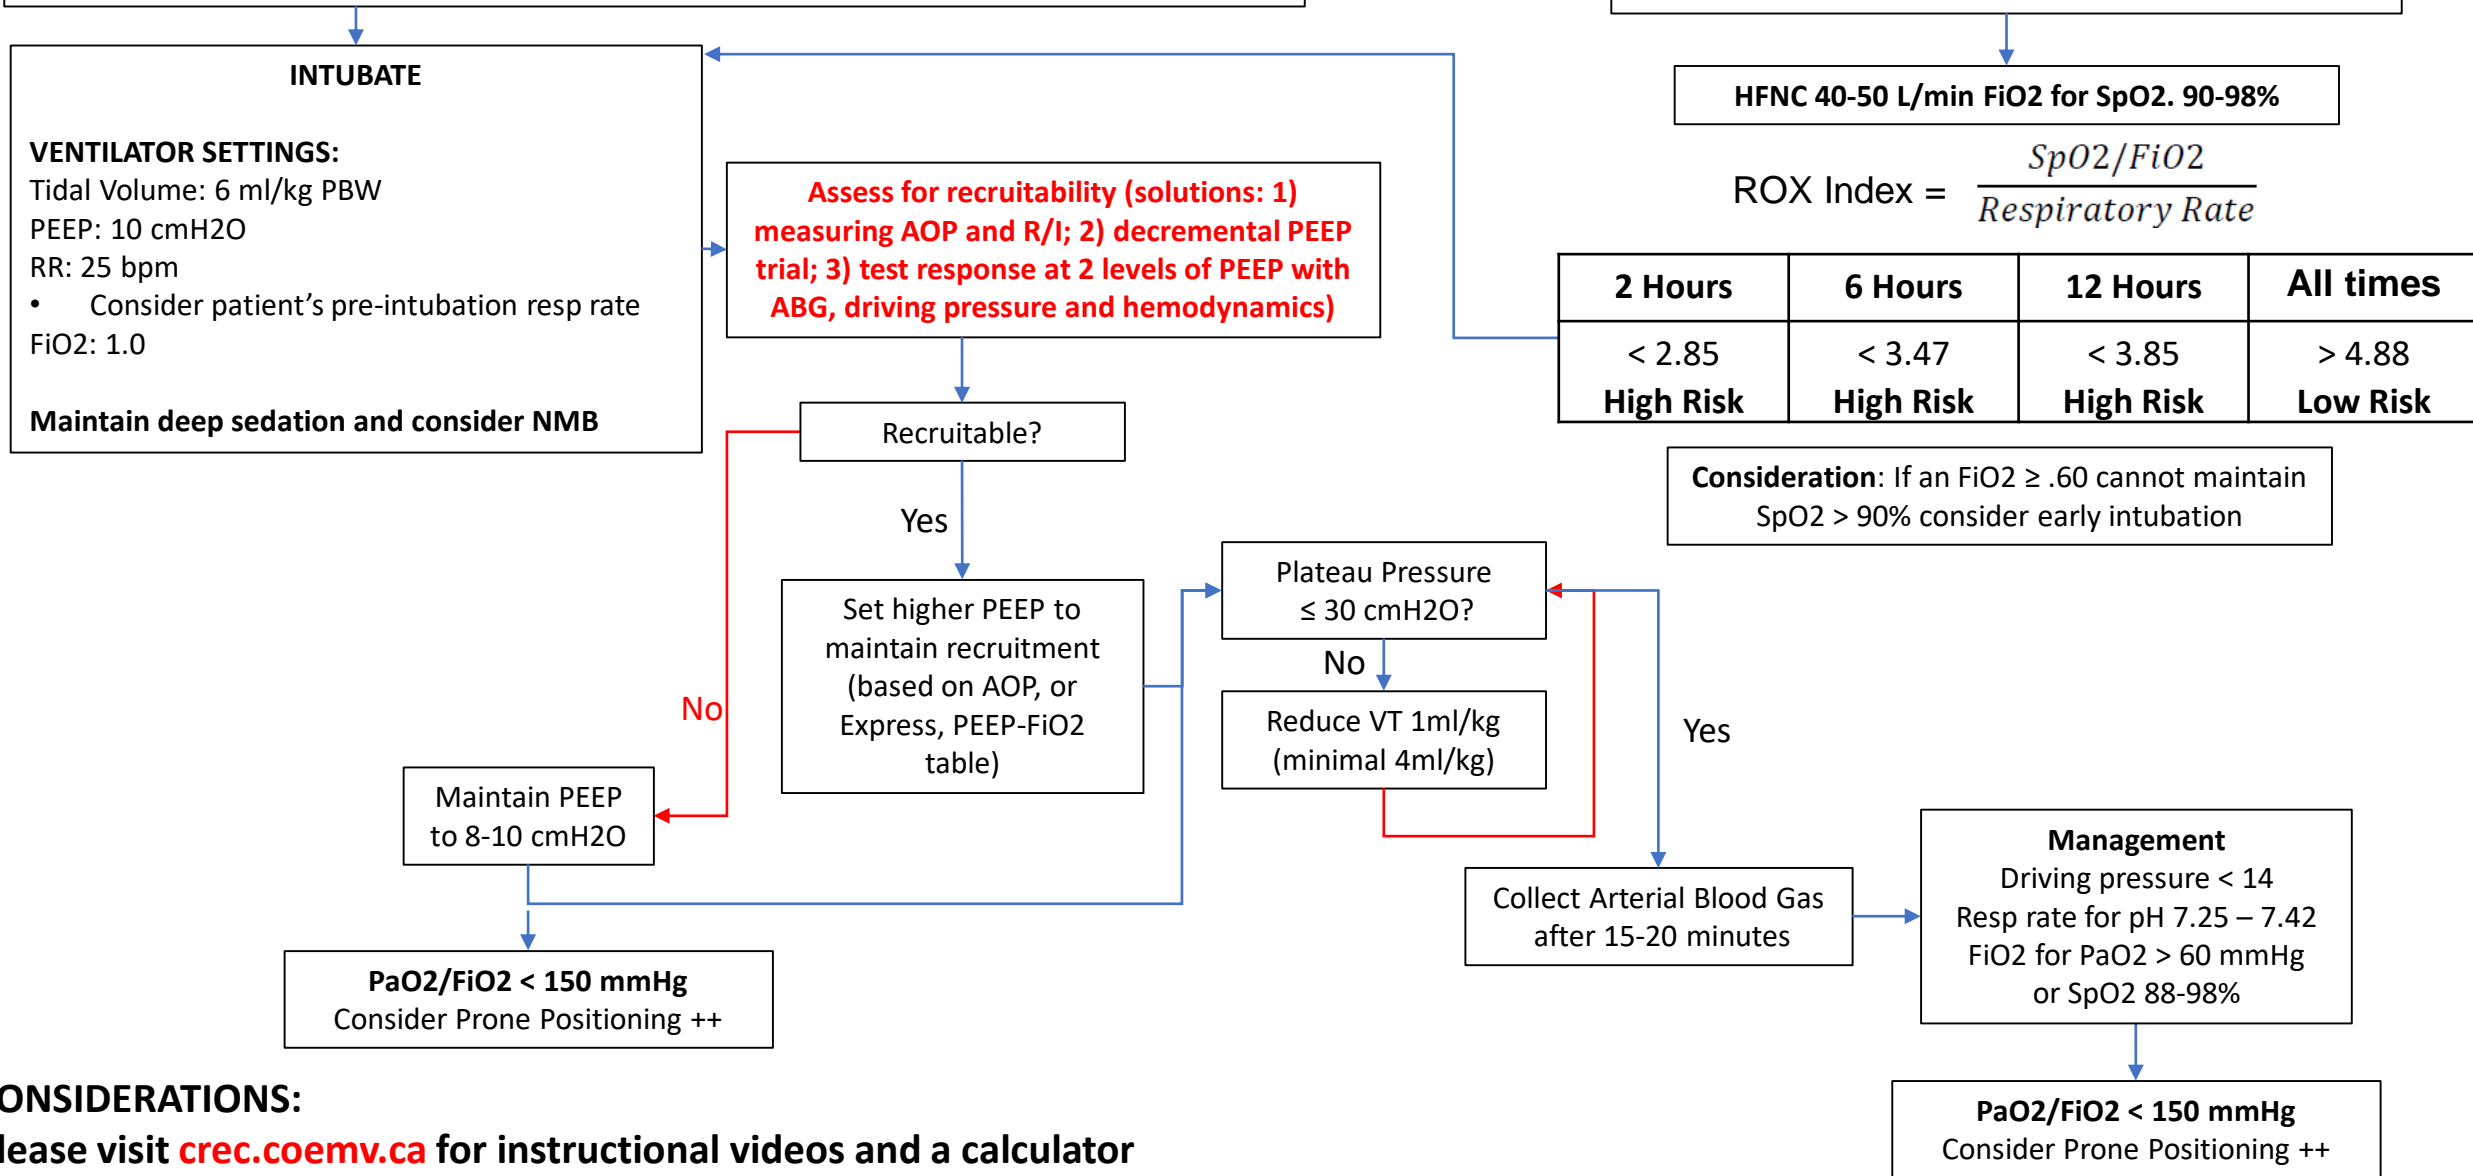 INTUBATE
VENTILATOR SETTINGS:
Tidal Volume: 6 ml/kg PBW
PEEP: 10 cmH2O
RR: 25 bpm
• Consider patient's pre-intubation resp rate
FiO2: 1.0
Maintain deep sedation and consider NMB
Assess for recruitability (solutions: 1)
measuring AOP and R/I; 2) decremental PEEP
trial; 3) test response at 2 levels of PEEP with
ABG, driving pressure and hemodynamics)
HFNC 40-50 L/min FiO2 for SpO2. 90-98%
ROX Index = SpO2/FiO2
Respiratory Rate
2 Hours 6 Hours 12 Hours All times
< 2.85 < 3.47 < 3.85 > 4.88
High Risk High Risk High Risk Low Risk
Consideration: If an FiO2 ≥ .60 cannot maintain
SpO2 > 90% consider early intubation
Recruitable?
Yes
No
Set higher PEEP to
maintain recruitment
(based on AOP, or
Express, PEEP-FiO2
table)
Maintain PEEP
to 8-10 cmH2O
Plateau Pressure
≤ 30 cmH2O?
No
Reduce VT 1ml/kg
(minimal 4ml/kg)
Yes
Collect Arterial Blood Gas
after 15-20 minutes
Management
Driving pressure < 14
Resp rate for pH 7.25 – 7.42
FiO2 for PaO2 > 60 mmHg
or SpO2 88-98%
PaO2/FiO2 < 150 mmHg
Consider Prone Positioning ++
PaO2/FiO2 < 150 mmHg
Consider Prone Positioning ++
ONSIDERATIONS:
lease visit crec.coemv.ca for instructional videos and a calculator